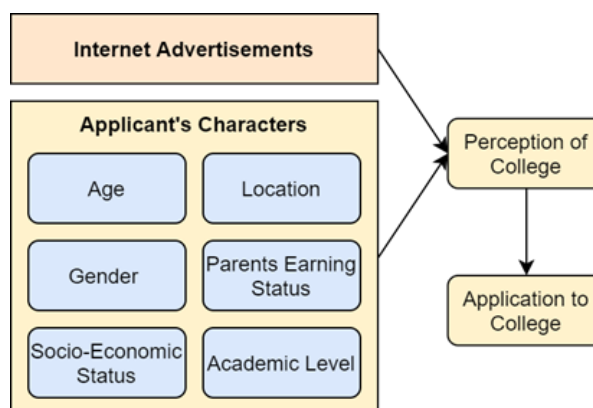 Internet Advertisements
Applicant's Characters
Age
Location
Gender
Parents Earning
Status
Socio-Economic
Status
Academic Level
Perception of
College
Application to
College